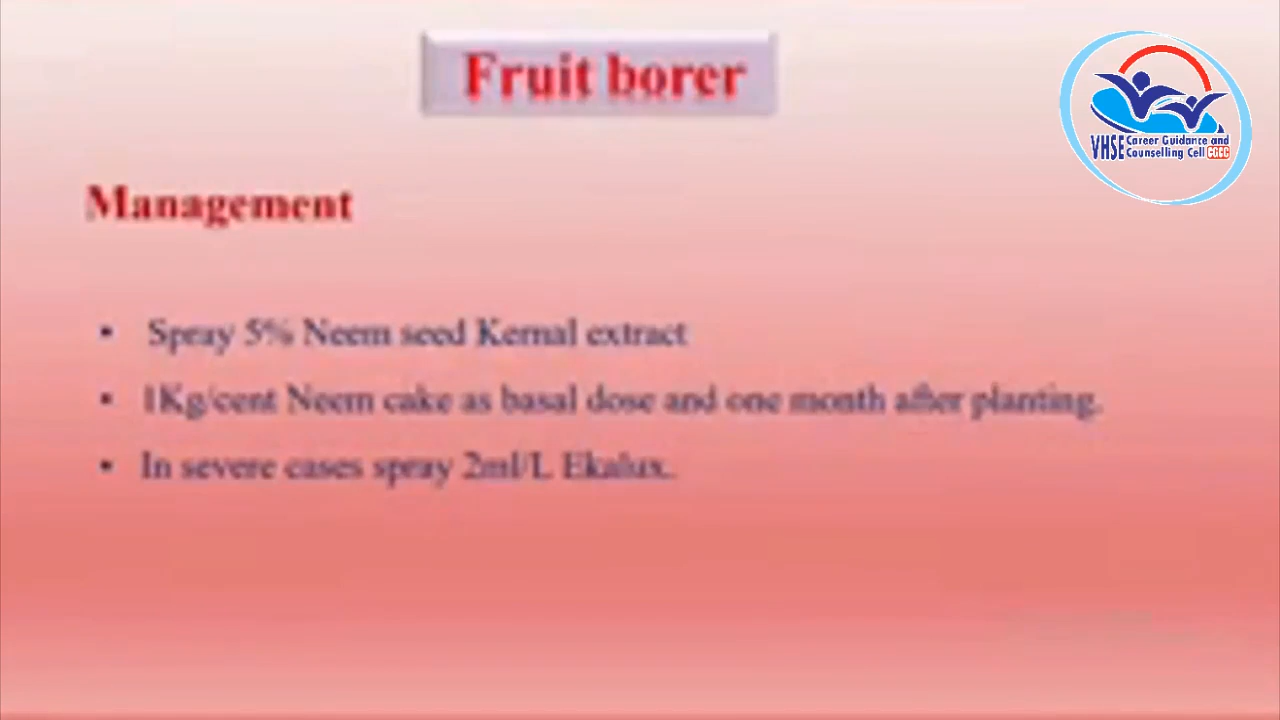 Fruit borer
VHSE Career Guidance and
Counselling Cell CGCC
Management
• Spray 5% Neem seed Kernal extract
• 1Kg/cent Neem cake as basal dose and one month after planting.
• In severe cases spray 2ml/L Ekalux.